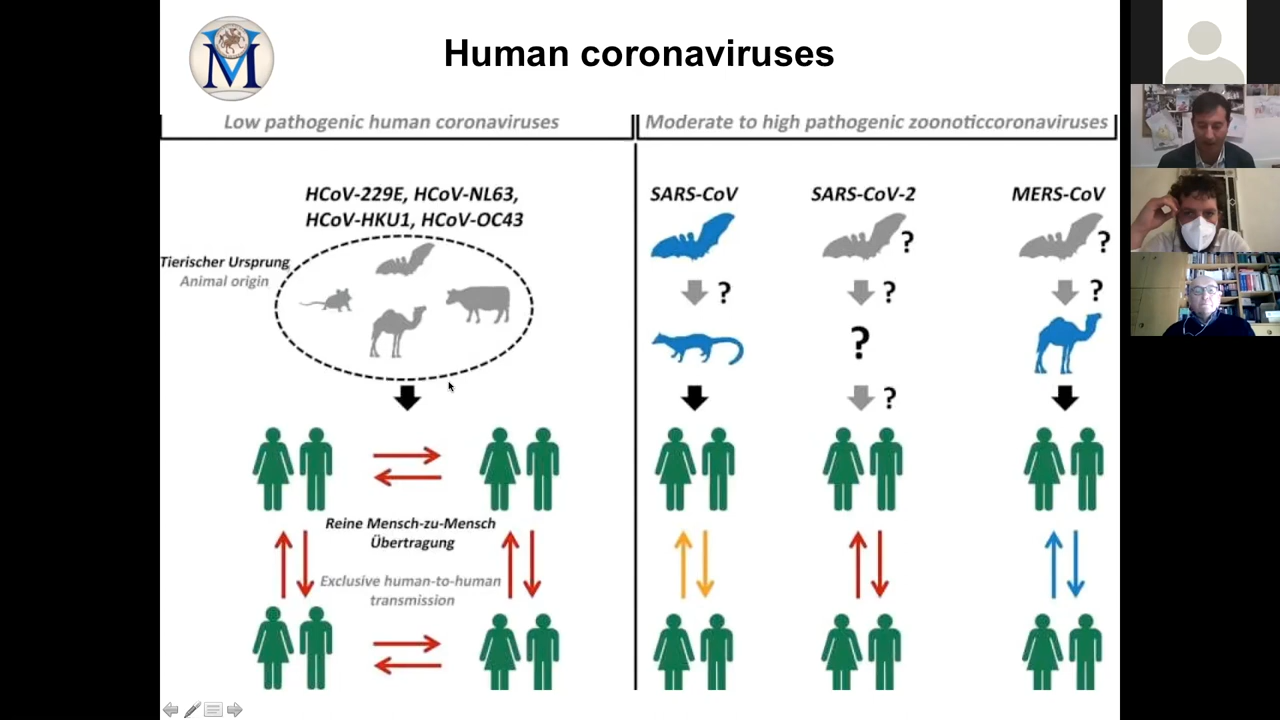 Human coronaviruses
Low pathogenic human coronaviruses
Moderate to high pathogenic zoonoticcoronaviruses
HCoV-229E, HCoV-NL63,
HCoV-HKU1, HCoV-OC43
Tierischer Ursprung
Animal origin
SARS-CoV
SARS-CoV-2
MERS-CoV
?
?
?
?
?
?
?
Reine Mensch-zu-Mensch
Übertragung
Exclusive human-to-human
transmission